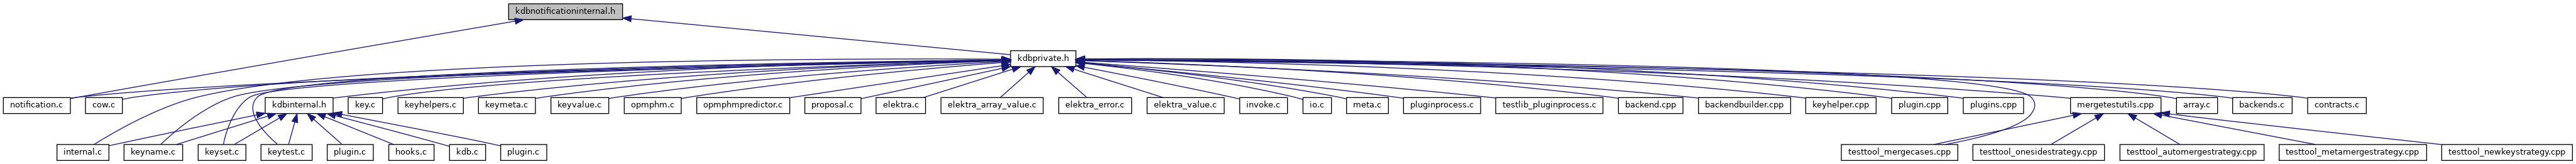 kdbnotificationinternal.h
kdbprivate.h
notification.c
cow.c
kdbinternal.h
key.c
keyhelpers.c
keymeta.c
keyvalue.c
opmphm.c
opmphmpredictor.c
proposal.c
elektra.c
elektra_array_value.c
elektra_error.c
elektra_value.c
invoke.c
io.c
meta.c
pluginprocess.c
testlib_pluginprocess.c
backend.cpp
backendbuilder.cpp
keyhelper.cpp
plugin.cpp
plugins.cpp
mergetestutils.cpp
array.c
backends.c
contracts.c
internal.c
keyname.c
keyset.c
keytest.c
plugin.c
hooks.c
kdb.c
plugin.c
testtool_mergecases.cpp
testtool_onesidestrategy.cpp
testtool_automergestrategy.cpp
testtool_metamergestrategy.cpp
testtool_newkeystrategy.cpp